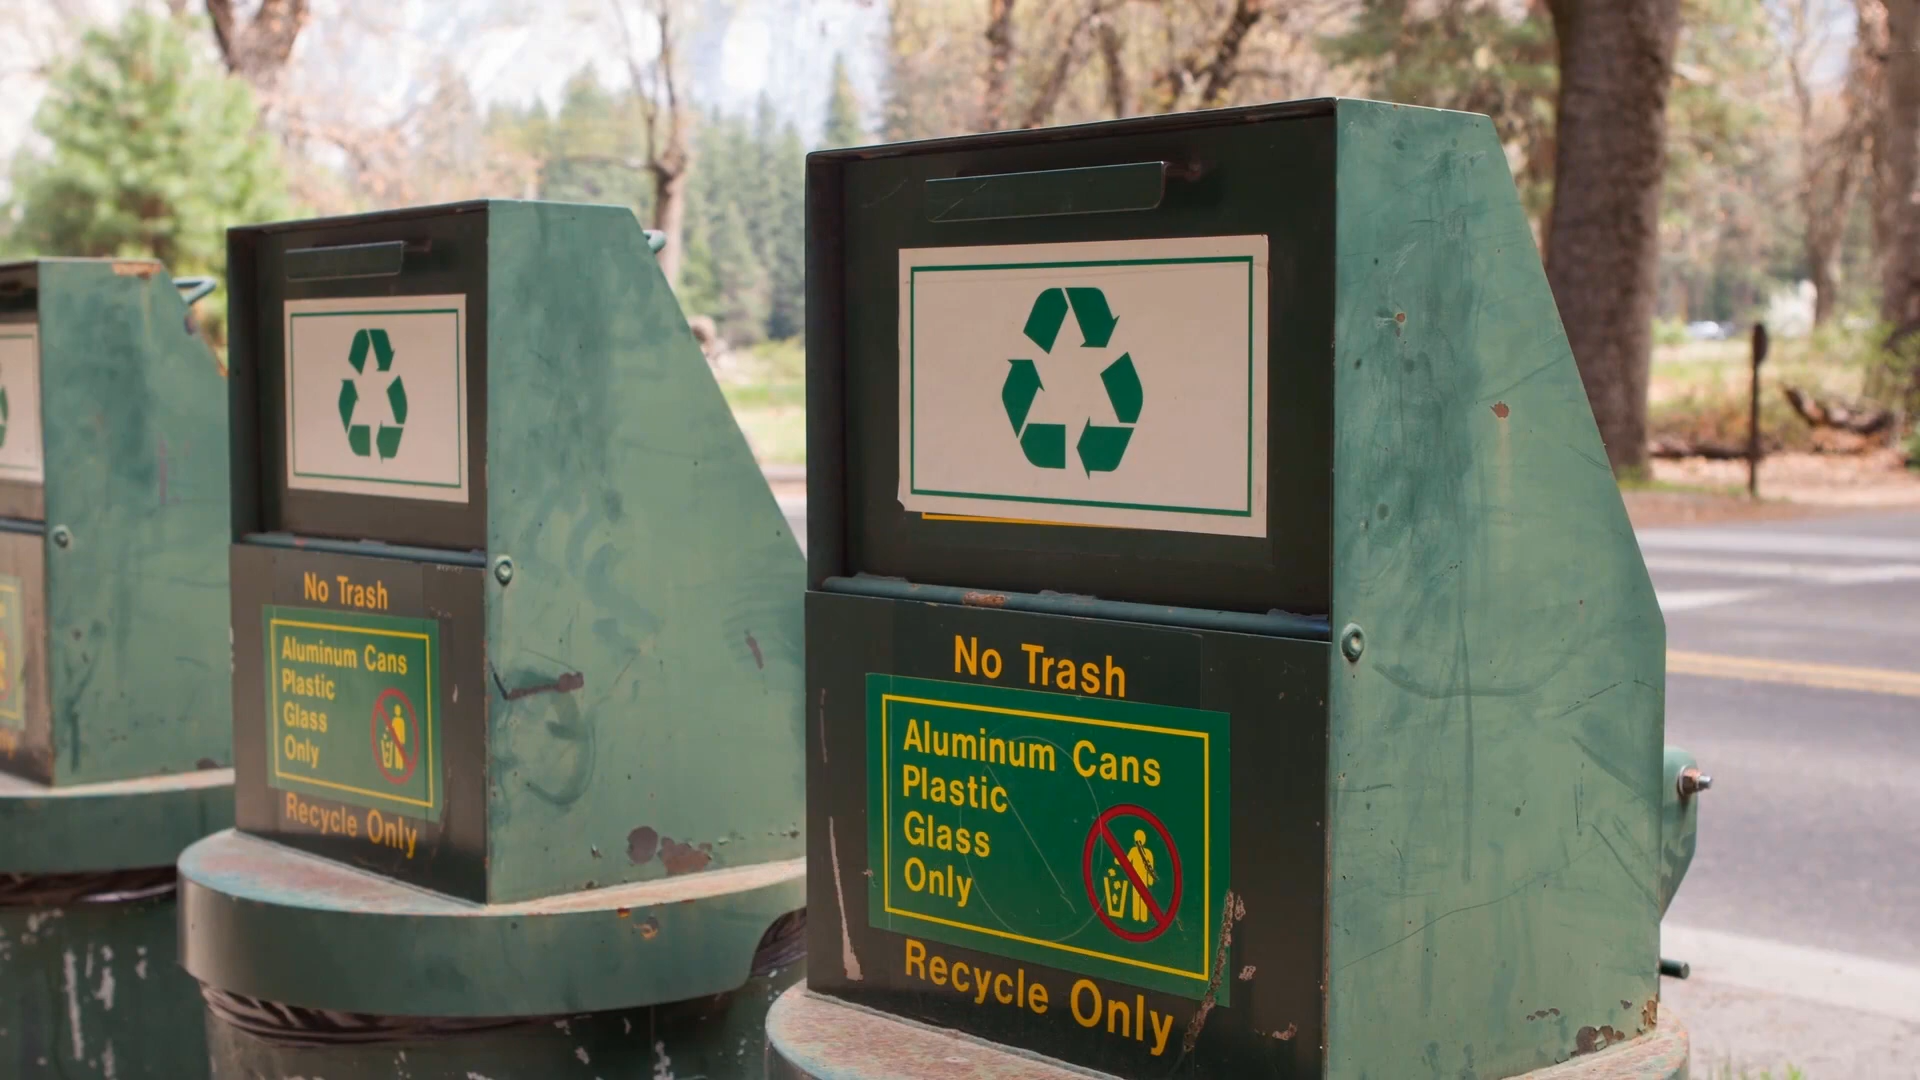 No Trash
Aluminum Cans
Plastic
Glass
Only
Recycle Only
No Trash
Aluminum Cans
Plastic
Glass
Only
Recycle Only